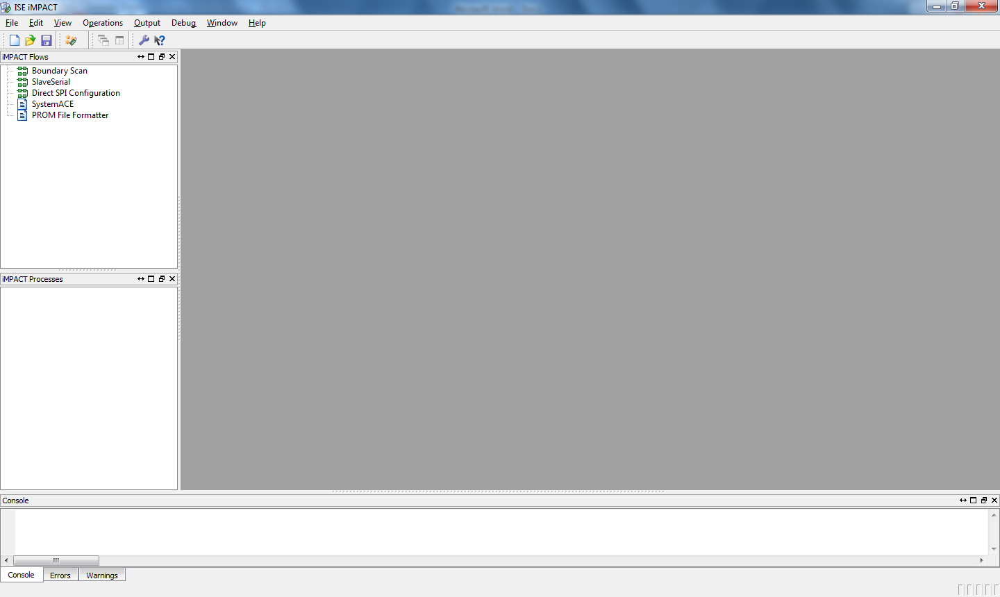 ISE iMPACT
File Edit View Operations Output Debug Window Help
iMPACT Flows
Boundary Scan
SlaveSerial
Direct SPI Configuration
SystemACE
PROM File Formatter
iMPACT Processes
Console
Console Errors Warnings